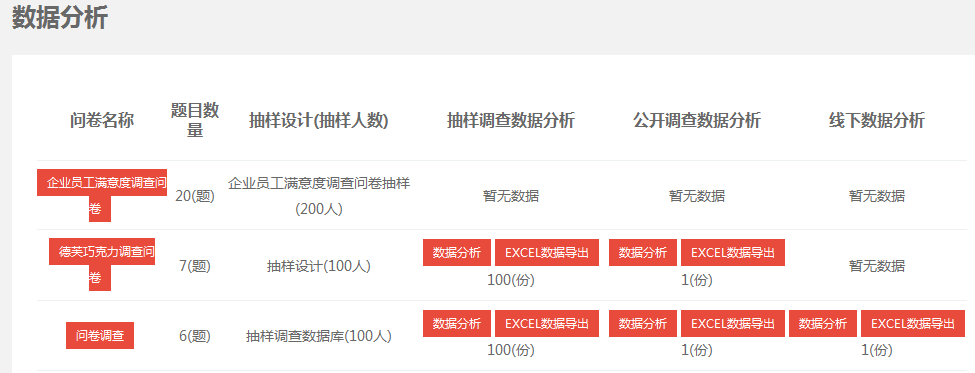 数据分析
问卷名称 题目数量 抽样设计(抽样人数) 抽样调查数据分析 公开调查数据分析 线下数据分析
企业员工满意度调查问卷 20(题) 企业员工满意度调查问卷抽样(200人) 暂无数据 暂无数据 暂无数据
德芙巧克力调查问卷 7(题) 抽样设计(100人) 数据分析 EXCEL数据导出 100(份) 数据分析 EXCEL数据导出 1(份) 暂无数据
问卷调查 6(题) 抽样调查数据库(100人) 数据分析 EXCEL数据导出 100(份) 数据分析 EXCEL数据导出 1(份) 数据分析 EXCEL数据导出 1(份)